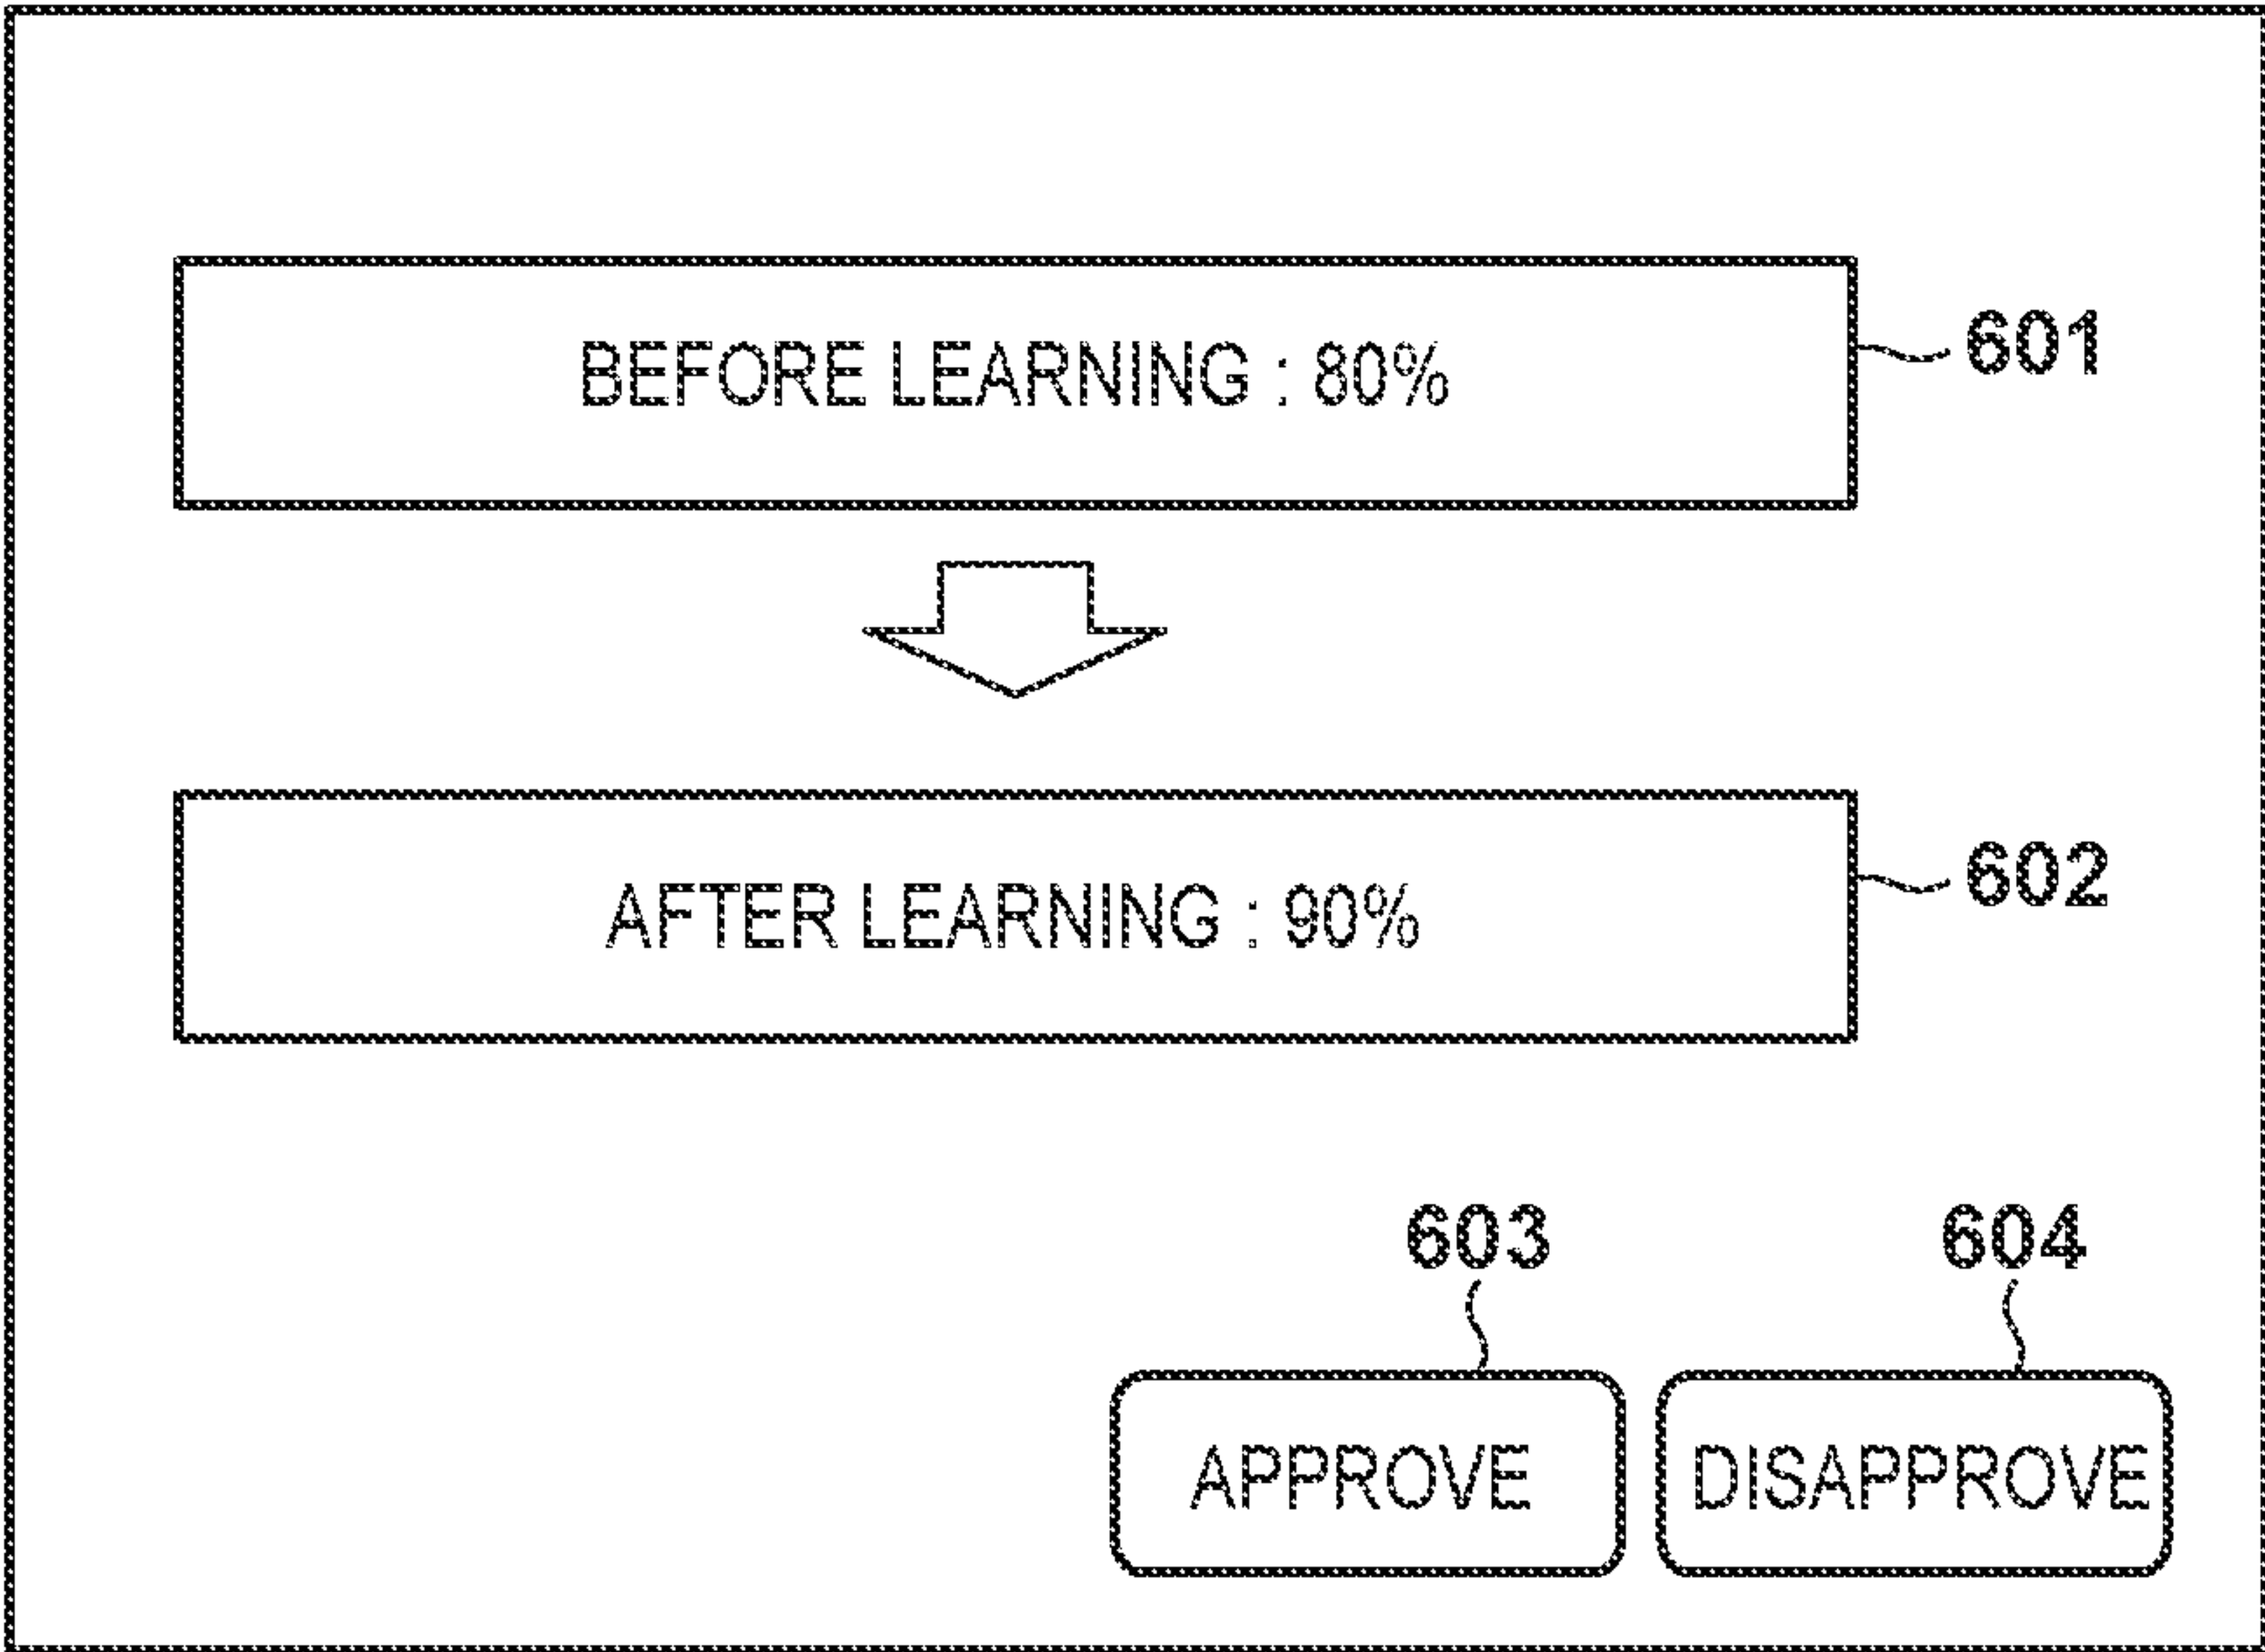 BEFORE LEARNING : 80%
601
AFTER LEARNING : 90%
602
603
604
APPROVE
DISAPPROVE